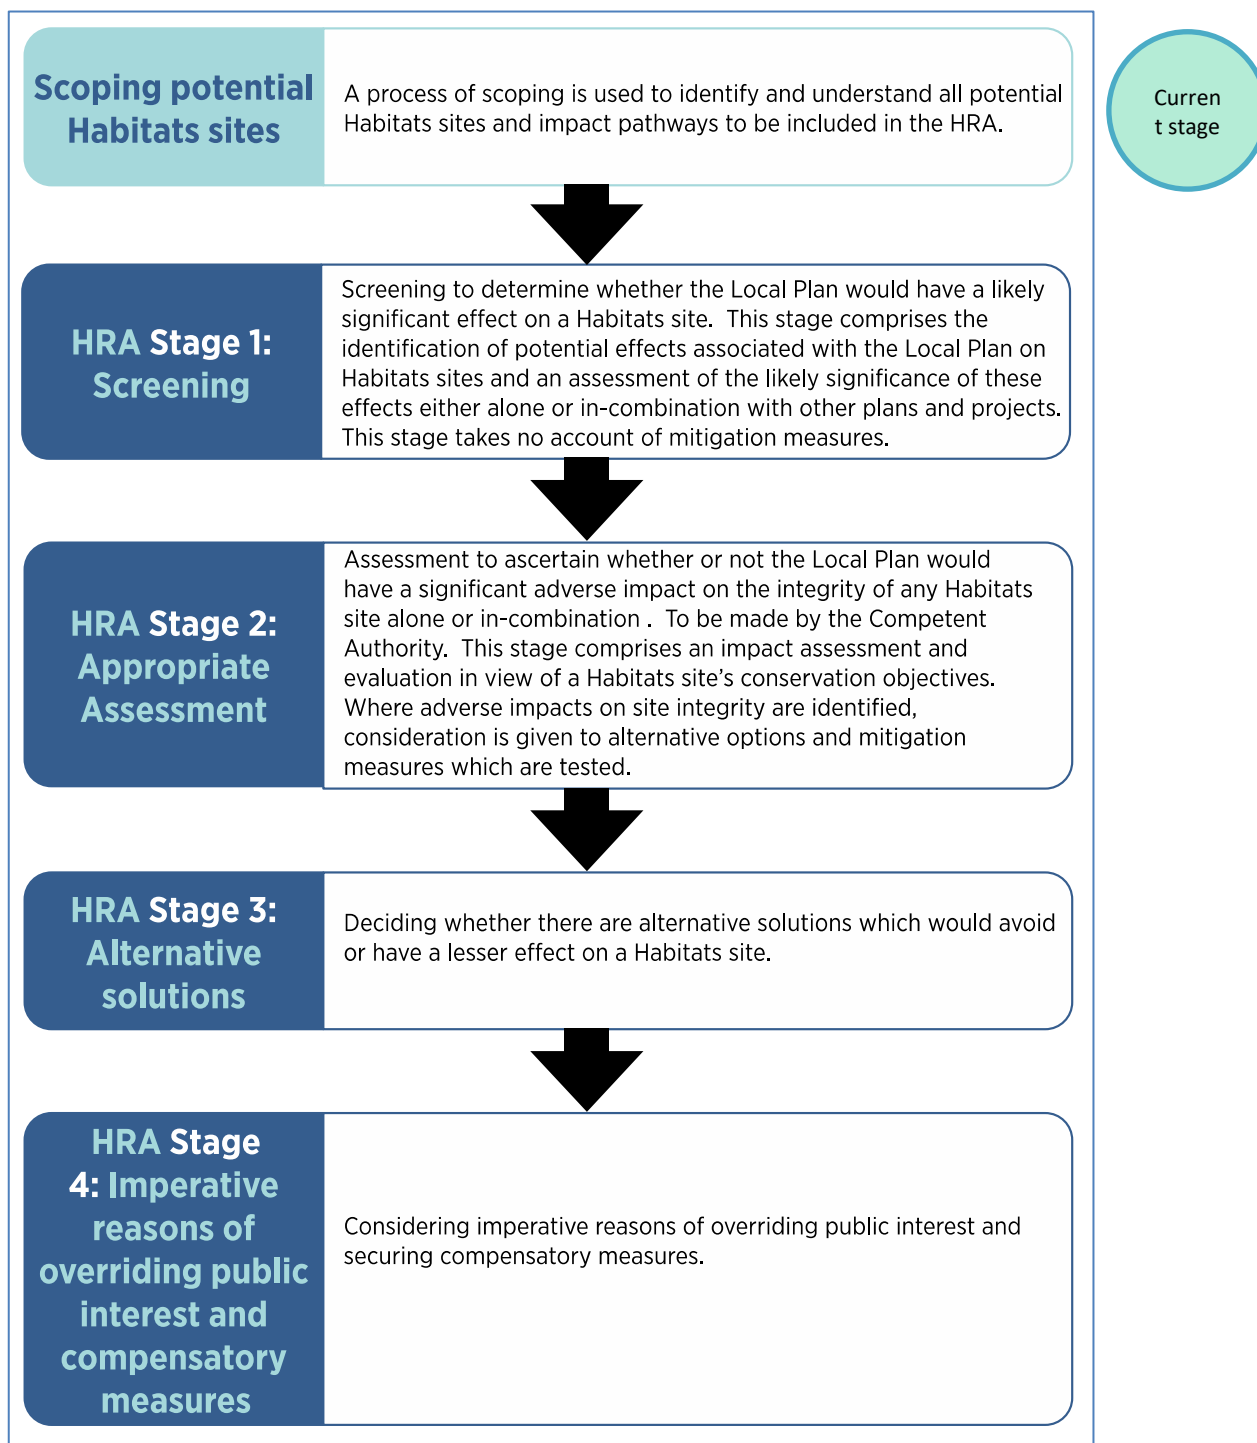 Scoping potential
Habitats sites
A process of scoping is used to identify and understand all potential
Habitats sites and impact pathways to be included in the HRA.
Curren
t stage
HRA Stage 1:
Screening
Screening to determine whether the Local Plan would have a likely
significant effect on a Habitats site.  This stage comprises the
identification of potential effects associated with the Local Plan on
Habitats sites and an assessment of the likely significance of these
effects either alone or in-combination with other plans and projects.
This stage takes no account of mitigation measures.
HRA Stage 2:
Appropriate
Assessment
Assessment to ascertain whether or not the Local Plan would
have a significant adverse impact on the integrity of any Habitats
site alone or in-combination .  To be made by the Competent
Authority.  This stage comprises an impact assessment and
evaluation in view of a Habitats site’s conservation objectives.
Where adverse impacts on site integrity are identified,
consideration is given to alternative options and mitigation
measures which are tested.
HRA Stage 3:
Alternative
solutions
Deciding whether there are alternative solutions which would avoid
or have a lesser effect on a Habitats site.
HRA Stage
4: Imperative
reasons of
overriding public
interest and
compensatory
measures
Considering imperative reasons of overriding public interest and
securing compensatory measures.